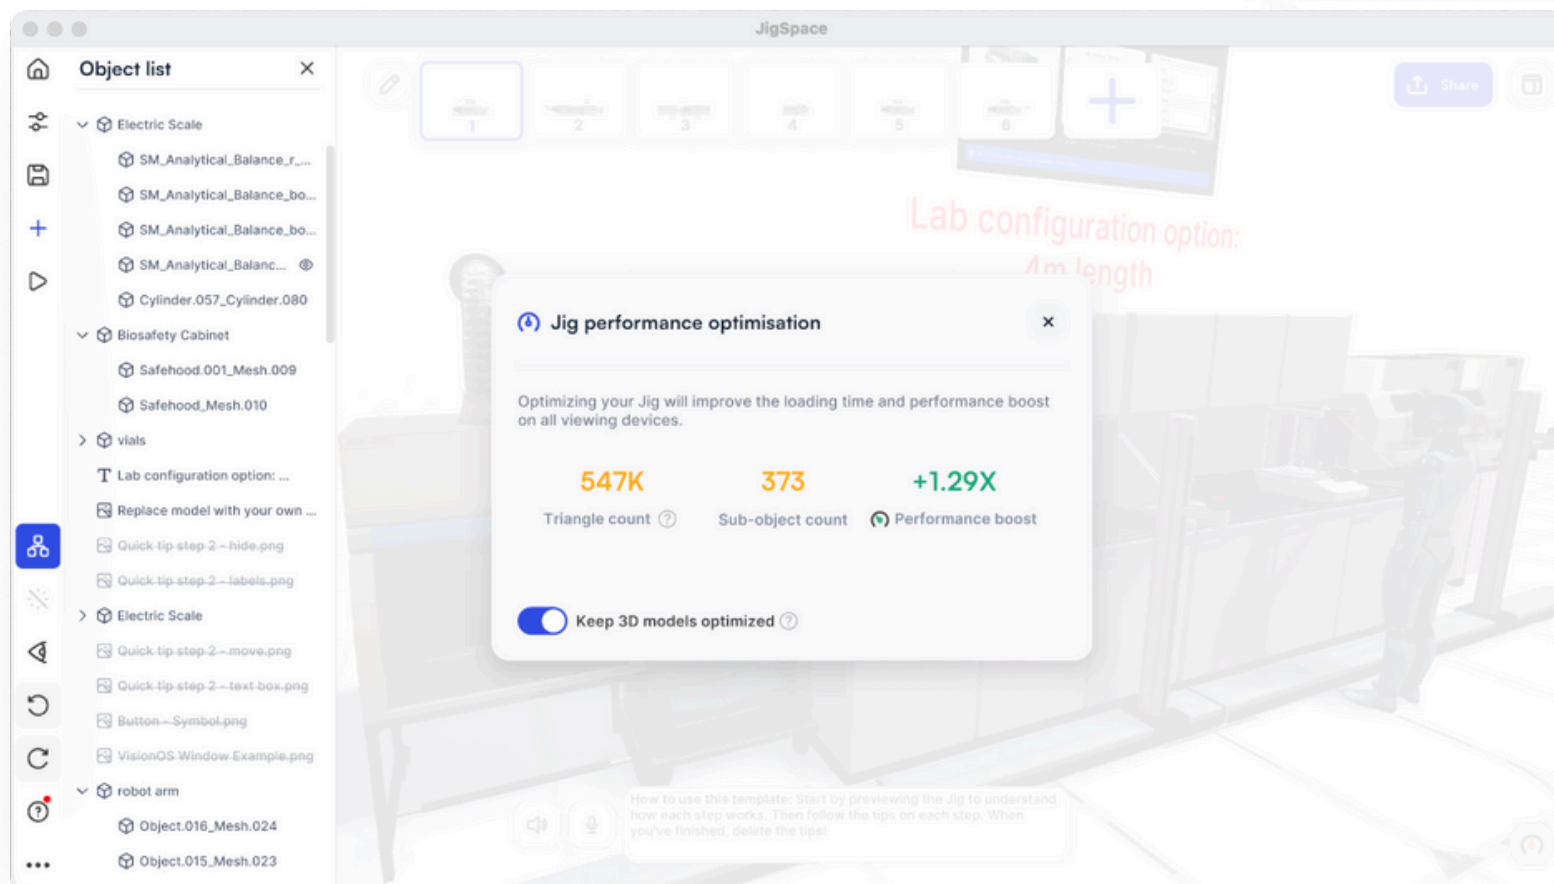 JigSpace
Object list
Electric Scale
SM_Analytical_Balance_r_...
SM_Analytical_Balance_bo...
SM_Analytical_Balance_bo...
SM_Analytical_Balanc...
Cylinder.057_Cylinder.080
Biosafety Cabinet
Safehood.001_Mesh.009
Safehood_Mesh.010
vials
Lab configuration option: ...
Replace model with your own ...
Quick tip step 2 - hide.png
Quick tip step 2 - labels.png
Electric Scale
Quick tip step 2 - move.png
Quick tip step 2 - text box.png
Button - Symbol.png
VisionOS Window Example.png
robot arm
Object.016_Mesh.024
Object.015_Mesh.023
1
2
3
4
5
6
Share
Lab configuration option:
4m length
Jig performance optimisation
Optimizing your Jig will improve the loading time and performance boost
on all viewing devices.
547K
373
+1.29X
Triangle count
Sub-object count
Performance boost
Keep 3D models optimized
How to use this template: Start by previewing the Jig to understand
how each step works. Then follow the tips on each step. When
you've finished, delete the tips!